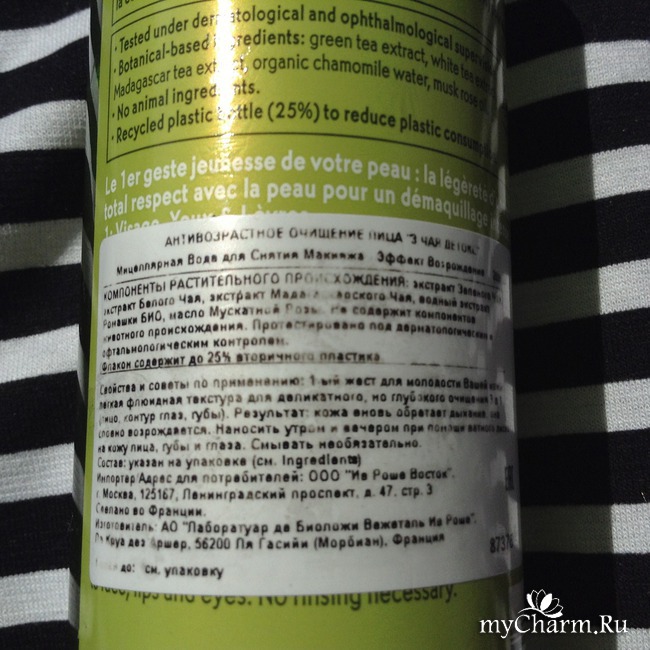 · Tested under dermatological and ophthalmological
· Botanical-based ingredients: green tea extract, white tea
Madagascar tea extract, organic chamomile water, musk rose
· No animal ingredients.
· Recycled plastic bottle (25%) to reduce plastic
Le 1er geste jeunesse de votre peau : la légèreté
total respect avec la peau pour un démaquillage
АНТИВОЗРАСТНОЕ ОЧИЩЕНИЕ ЛИЦА "3 ЧАЯ ДЕТОКС"
Мицеллярная Вода для Снятия Макияжа Эффект Возрождения
КОМПОНЕНТЫ РАСТИТЕЛЬНОГО ПРОИСХОЖДЕНИЯ: экстракт Зеленого
экстракт Белого Чая, экстракт Мадагаскарского Чая, водный экстракт
Ромашки БИО, масло Мускатной Розы. Не содержит компонентов
животного происхождения. Протестировано под дерматологическим и
офтальмологическим контролем.
Флакон содержит до 25% вторичного пластика
Свойства и советы по применению: 1-ый жест для молодости Вашей
легкая флюидная текстура для деликатного, но глубокого очищения
(лицо, контур глаз, губы). Результат: кожа вновь обретает дыхание,
словно возрождается. Наносить утром и вечером при помощи ватного
на кожу лица, губы и глаза. Смывать необязательно.
Состав: указан на упаковке (см. Ingredients)
Импортер/Адрес для потребителей: ООО "Ив Роше Восток".
г. Москва, 125167, Ленинградский проспект, д. 47. стр. 3
Сделано во Франции.
Изготовитель: АО "Лаборатуар де Биоложи Вежеталь Ив Роше".
Ла Круа дез Аршер, 56200 Ля Гасийи (Морбиан), Франция
до: см. упаковку
lips and eyes. No rinsing necessary.
myCharm.Ru